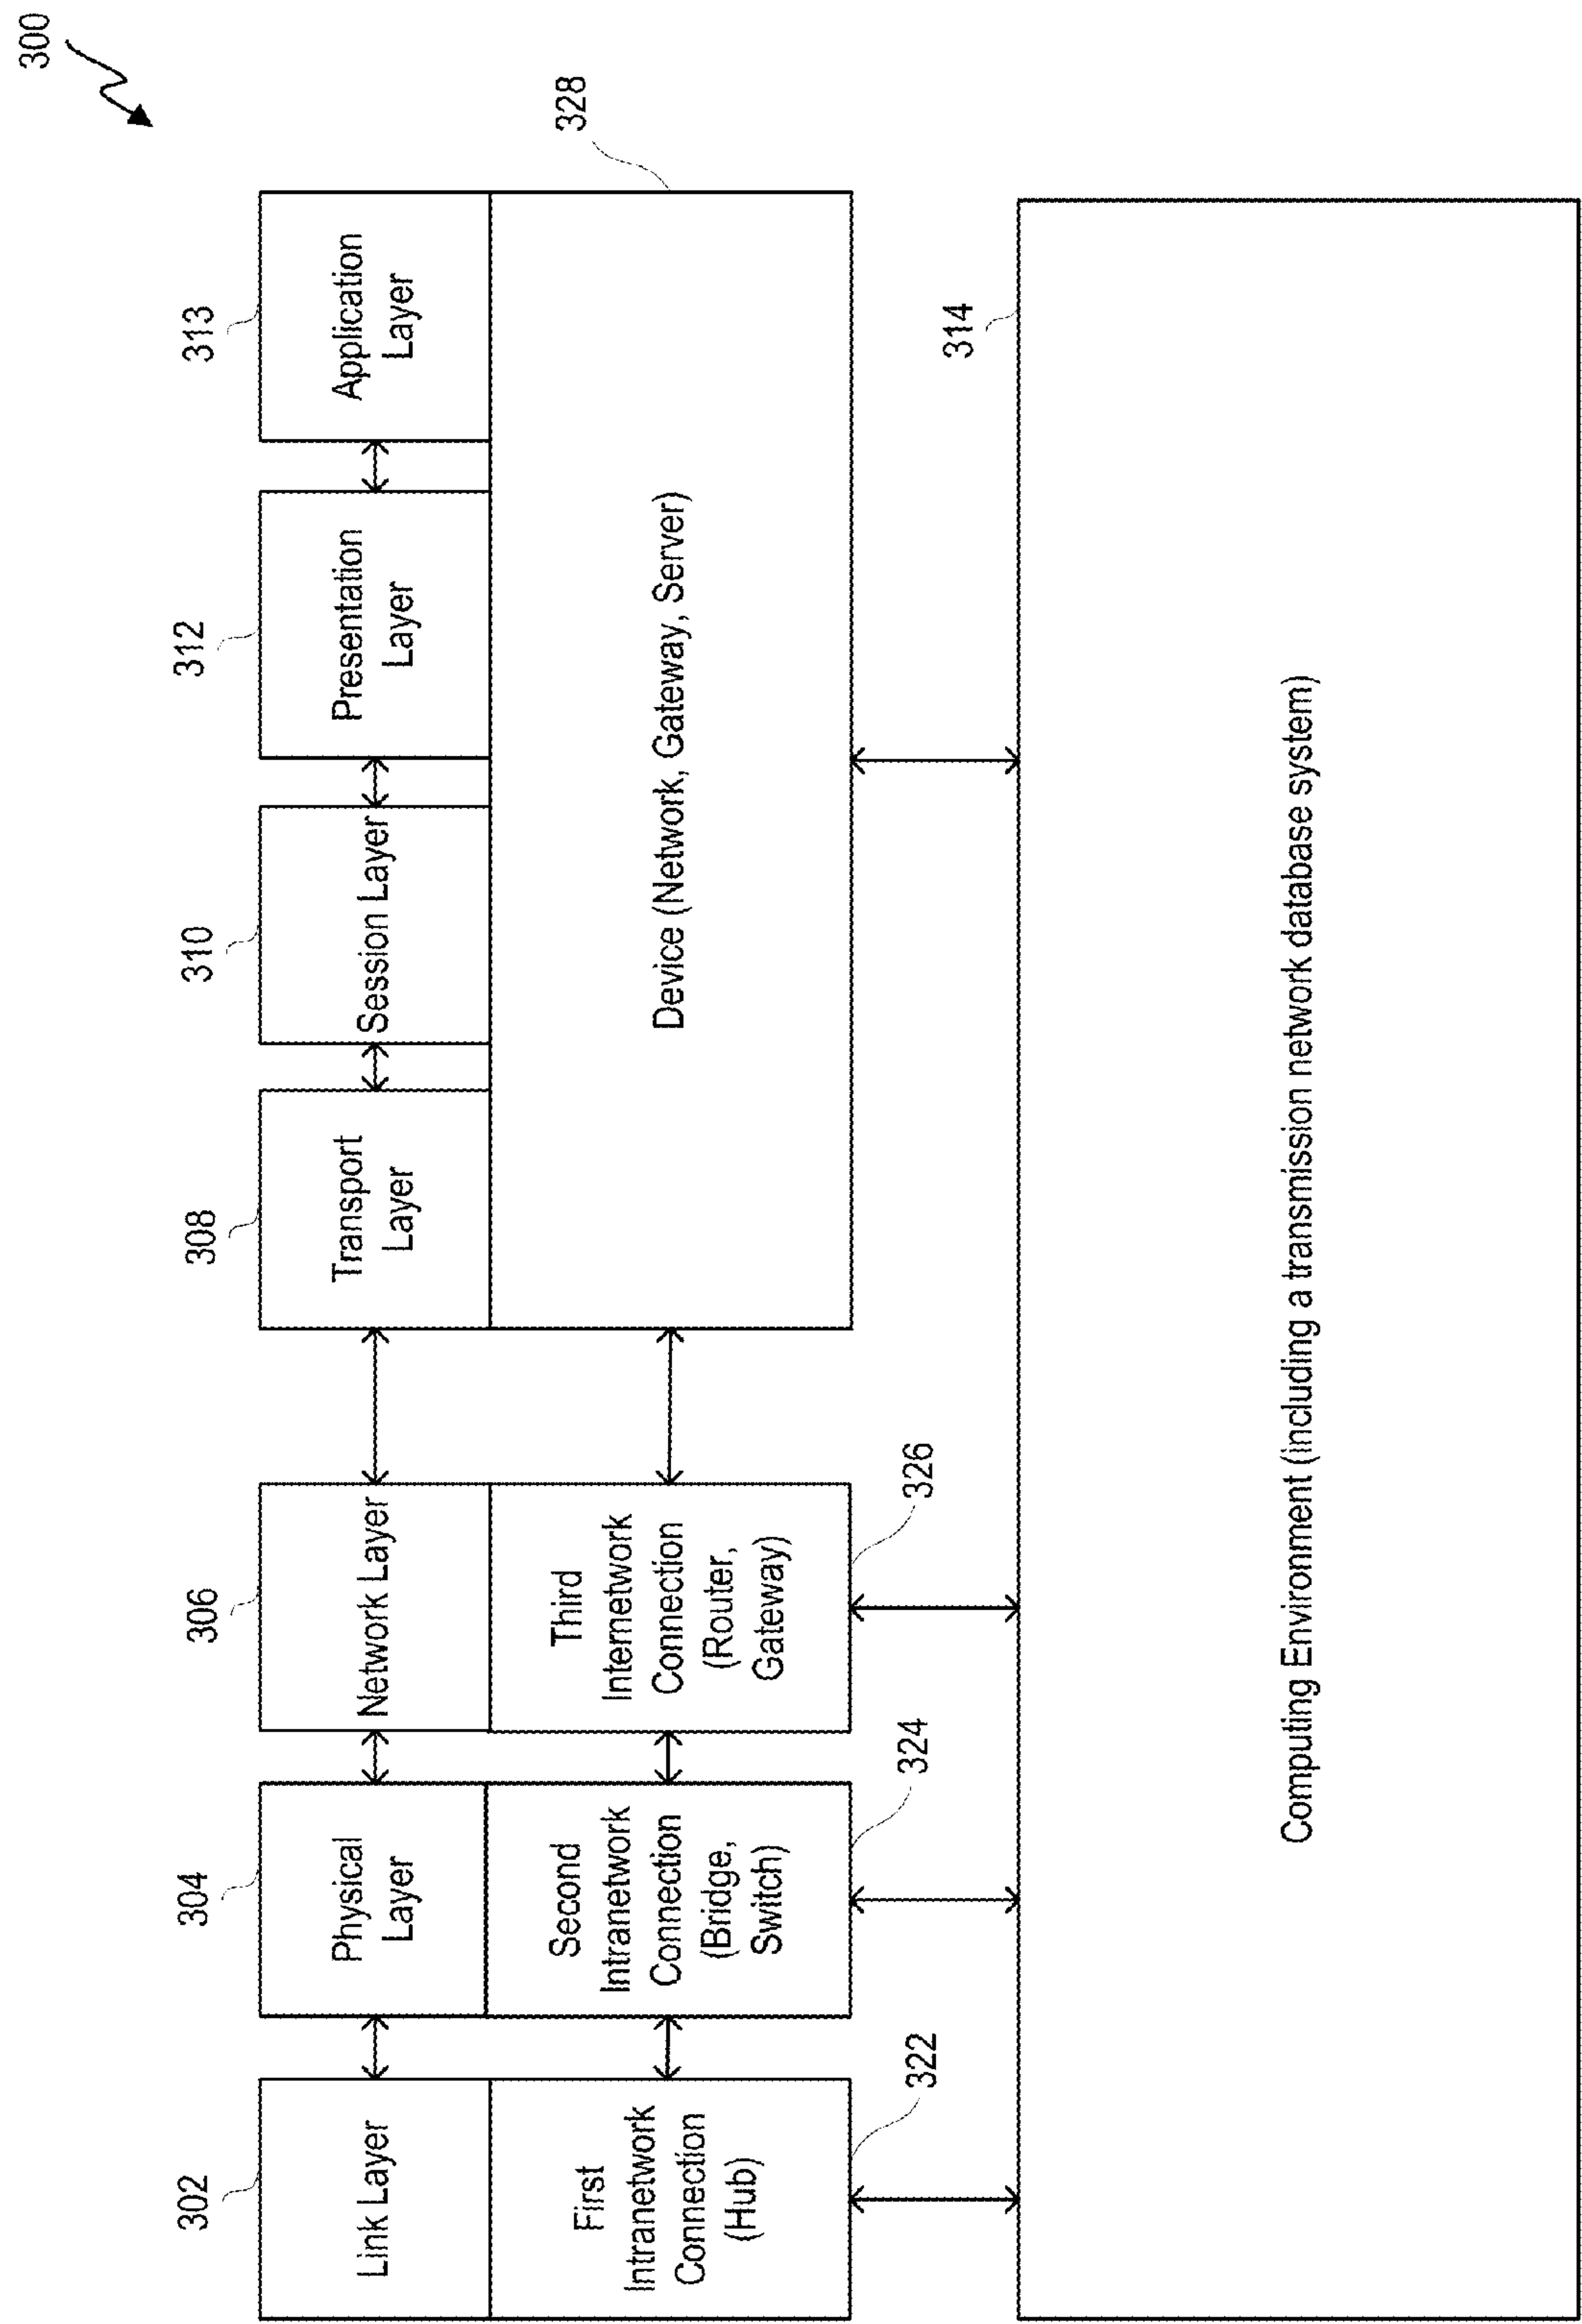 300
302
304
306
308
310
312
313
Link Layer
Physical
Layer
Network Layer
Transport
Layer
Session Layer
Presentation
Layer
Application
Layer
First
Intranetwork
Connection
(Hub)
Second
Intranetwork
Connection
(Bridge,
Switch)
Third
Internetwork
Connection
(Router,
Gateway)
Device (Network, Gateway, Server)
328
322
324
326
314
Computing Environment (including a transmission network database system)